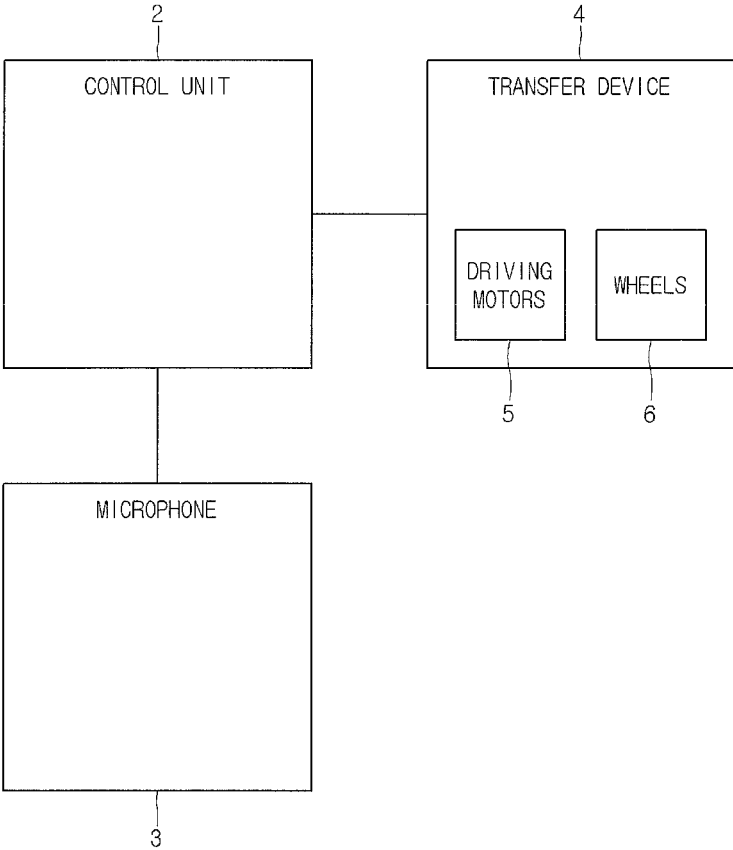 2
4
CONTROL UNIT
TRANSFER DEVICE
DRIVING
MOTORS
WHEELS
5
6
MICROPHONE
3